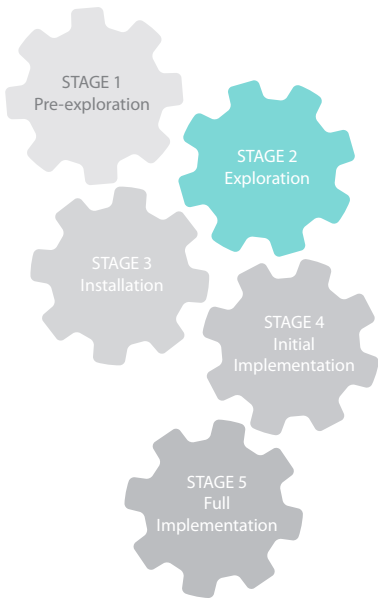 STAGE 1
Pre-exploration
STAGE 2
Exploration
STAGE 3
Installation
STAGE 4
Initial
Implementation
STAGE 5
Full
Implementation